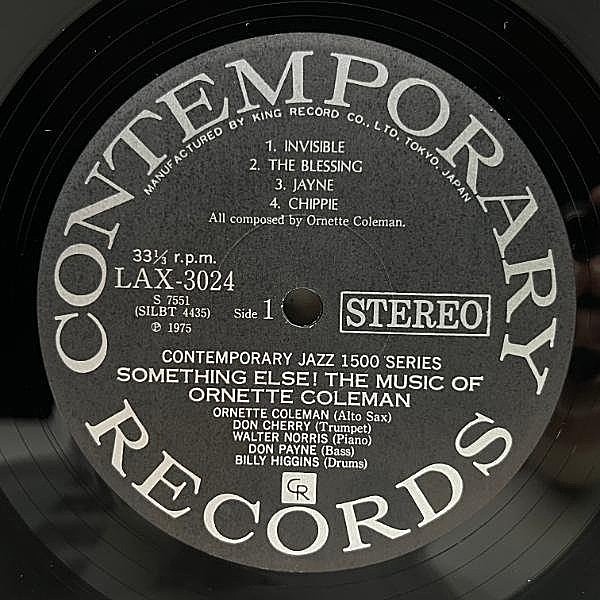 CONTEMPORARY
MANUFACTURED BY KING RECORD CO., LTD. TOKYO, JAPAN
1. INVISIBLE
2. THE BLESSING
3. JAYNE
4. CHIPPIE
All composed by Ornette Coleman.
33⅓ r.p.m.
LAX-3024
S 7551
(SILBT 4435)
℗ 1975
Side 1
STEREO
CONTEMPORARY JAZZ 1500 SERIES
SOMETHING ELSE! THE MUSIC OF
ORNETTE COLEMAN
ORNETTE COLEMAN (Alto Sax)
DON CHERRY (Trumpet)
WALTER NORRIS (Piano)
DON PAYNE (Bass)
BILLY HIGGINS (Drums)
CR
RECORDS